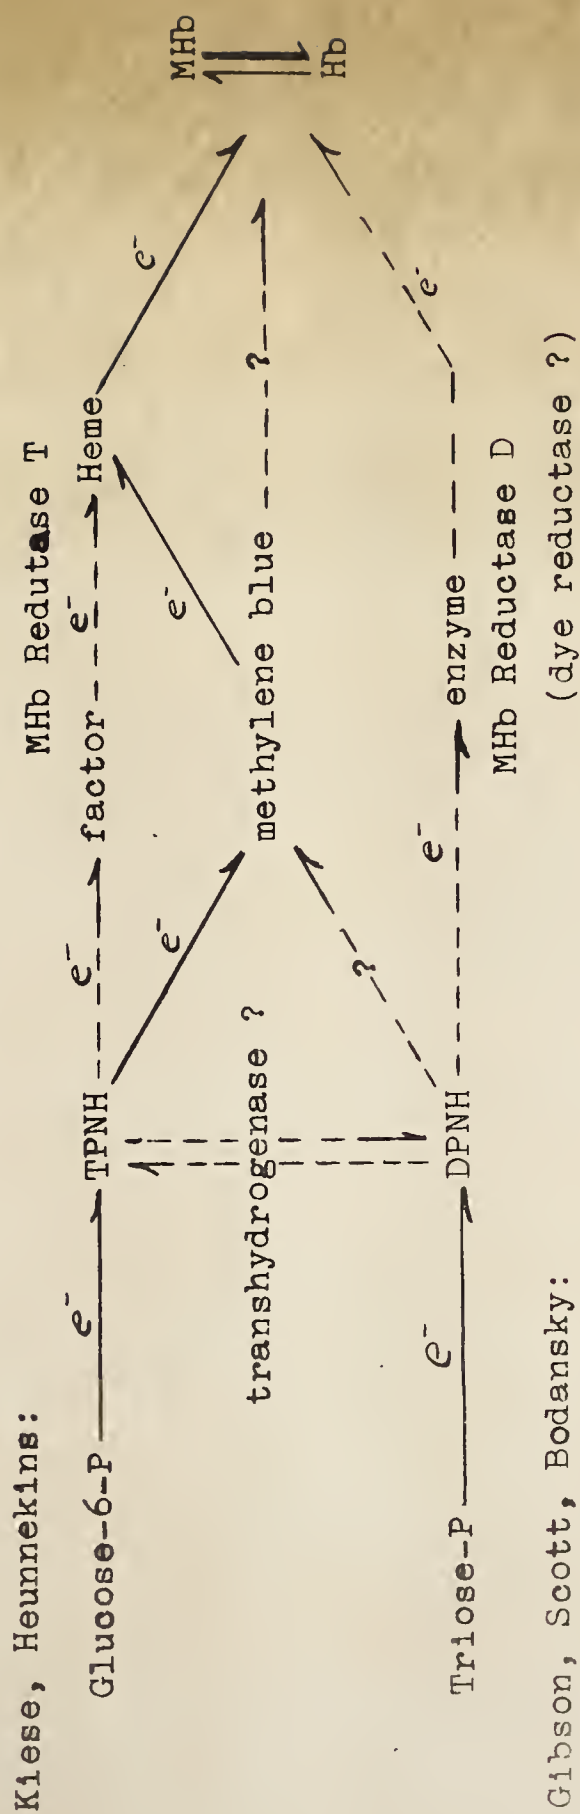 Kiese, Heunnekins:
MHb Redutase T
Glucose-6-P e⁻ TPNH e⁻ factor e⁻ Heme
e⁻ e⁻ e⁻
MHb
transhydrogenase ? methylene blue ?
Hb
? e⁻
Triose-P e⁻ DPNH e⁻ enzyme
MHb Reductase D
Gibson, Scott, Bodansky: (dye reductase ?)